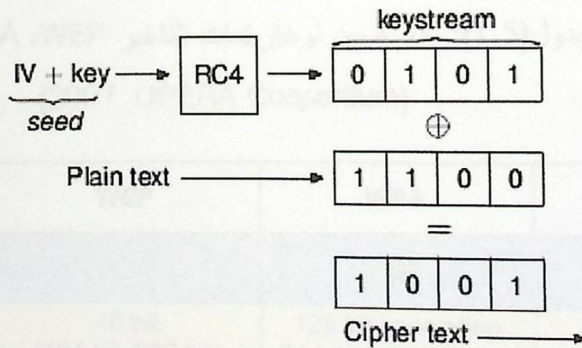 keystream
IV + key
RC4
0 1 0 1
seed
⊕
Plain text
1 1 0 0
=
1 0 0 1
Cipher text